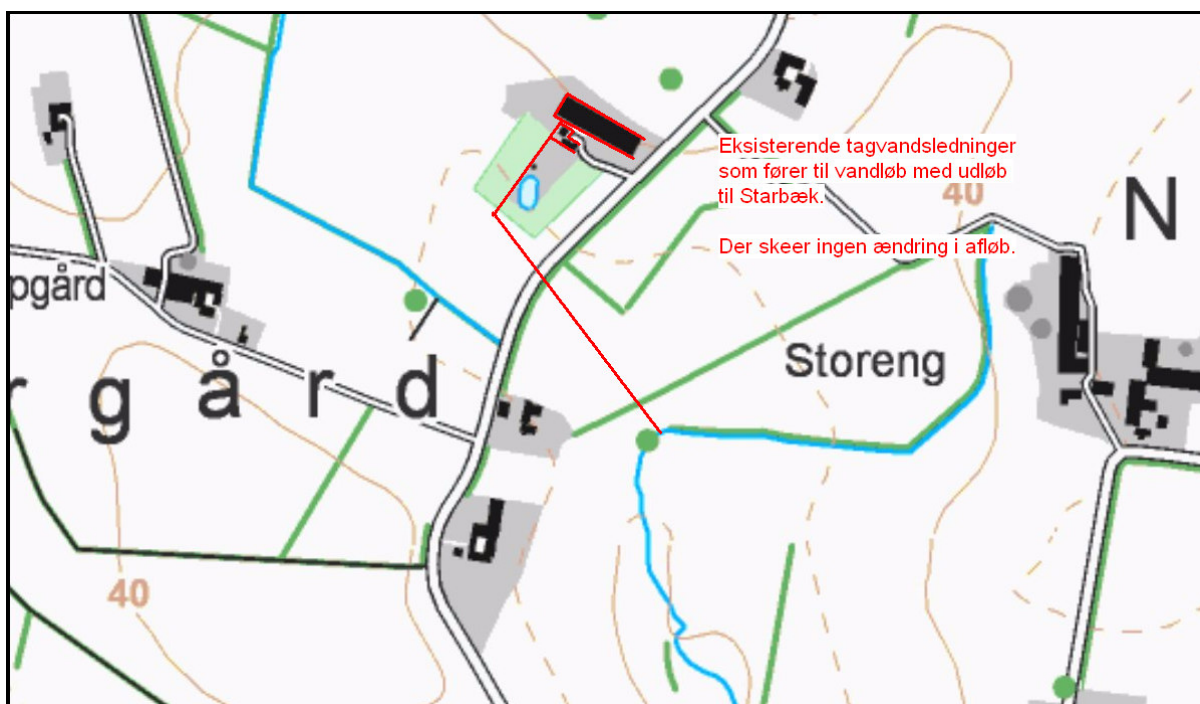 Eksisterende tagvandsledninger
som fører til vandløb med udløb
til Starbæk.
40
N
Der skeer ingen ændring i afløb.
pgård
Storeng
r g å r d
40